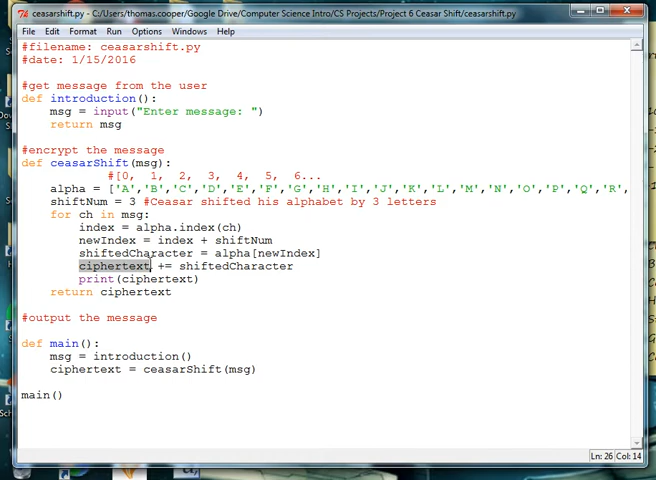 ceasarshift.py - C:/Users/thomas.cooper/Google Drive/Computer Science Intro/CS Projects/Project 6 Ceasar Shift/ceasarshift.py
File Edit Format Run Options Windows Help
#filename: ceasarshift.py
#date: 1/15/2016
#get message from the user
def introduction():
    msg = input("Enter message: ")
    return msg
#encrypt the message
def ceasarShift(msg):
        #[0, 1, 2, 3, 4, 5, 6...
    alpha = ['A','B','C','D','E','F','G','H','I','J','K','L','M','N','O','P','Q','R',
    shiftNum = 3 #Ceasar shifted his alphabet by 3 letters
    for ch in msg:
        index = alpha.index(ch)
        newIndex = index + shiftNum
        shiftedCharacter = alpha[newIndex]
        ciphertext += shiftedCharacter
        print(ciphertext)
    return ciphertext
#output the message
def main():
    msg = introduction()
    ciphertext = ceasarShift(msg)
main()
Ln: 26 Col: 14